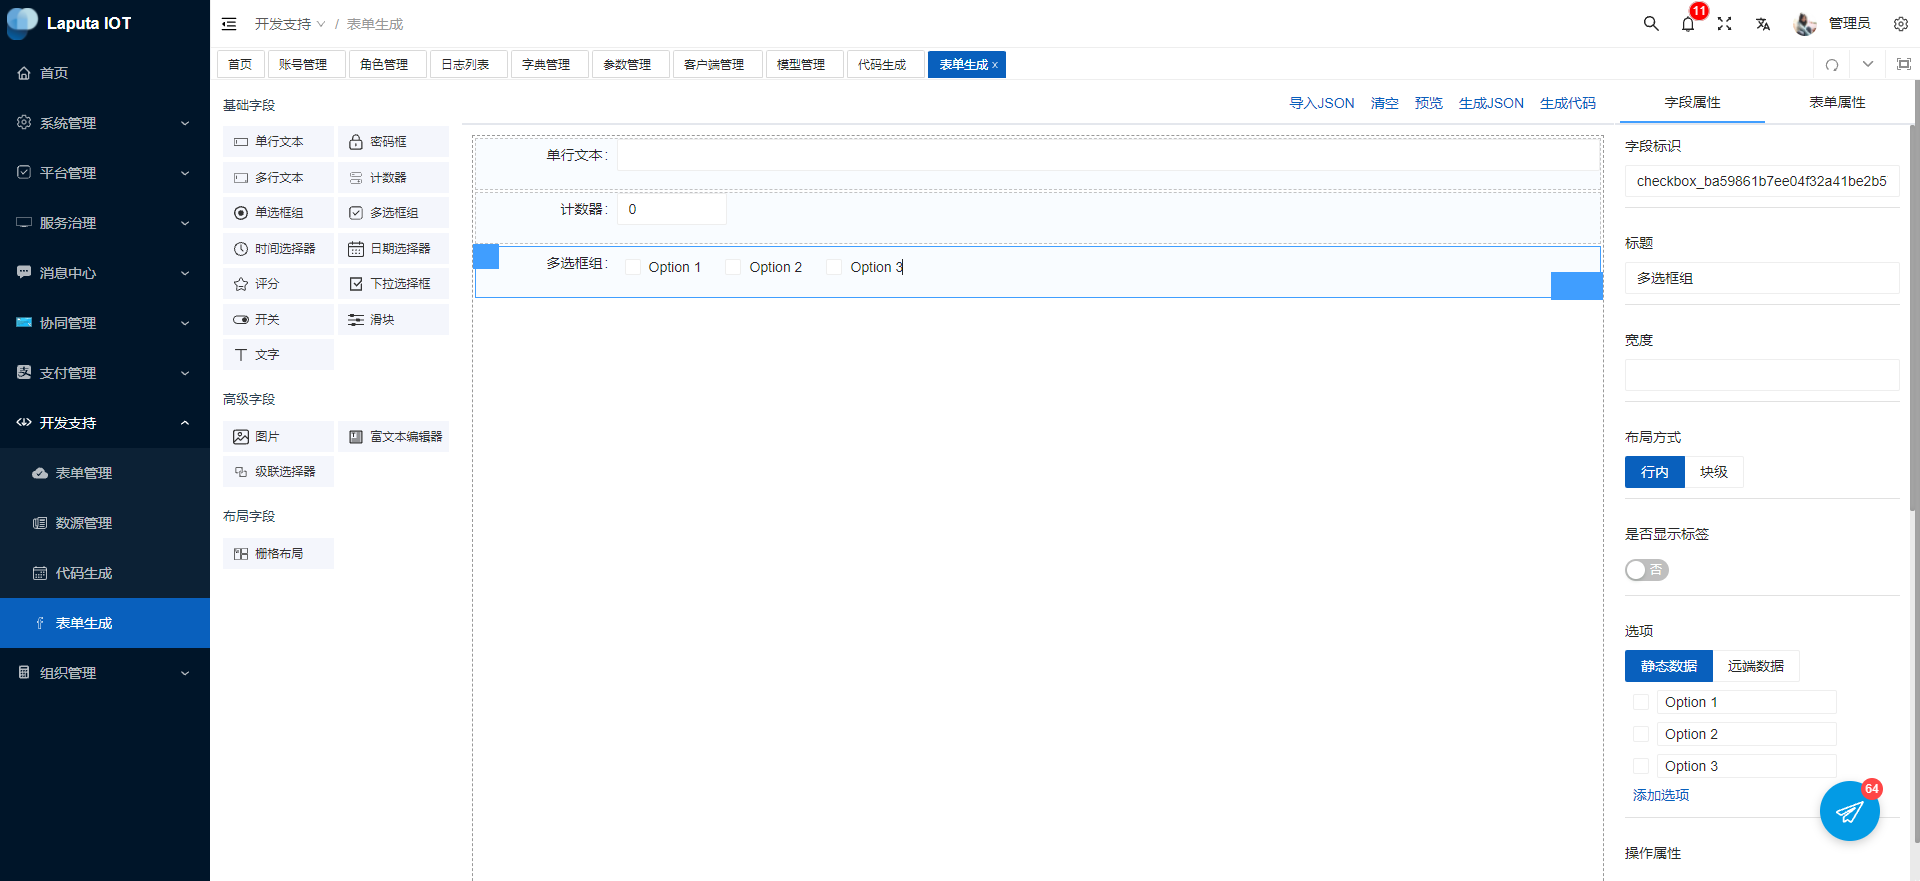 Laputa IOT
首页
系统管理
平台管理
服务治理
消息中心
协同管理
支付管理
开发支持
表单管理
数源管理
代码生成
表单生成
组织管理
开发支持 / 表单生成
11
管理员
首页 账号管理 角色管理 日志列表 字典管理 参数管理 客户端管理 模型管理 代码生成 表单生成 x
基础字段
单行文本 密码框
多行文本 计数器
单选框组 多选框组
时间选择器 日期选择器
评分 下拉选择框
开关 滑块
文字
高级字段
图片 富文本编辑器
级联选择器
布局字段
栅格布局
导入JSON 清空 预览 生成JSON 生成代码
单行文本:
计数器: 0
多选框组: Option 1 Option 2 Option 3
字段属性 表单属性
字段标识
checkbox_ba59861b7ee04f32a41be2b5
标题
多选框组
宽度
布局方式
行内 块级
是否显示标签
否
选项
静态数据 远端数据
Option 1
Option 2
Option 3
添加选项
64
操作属性